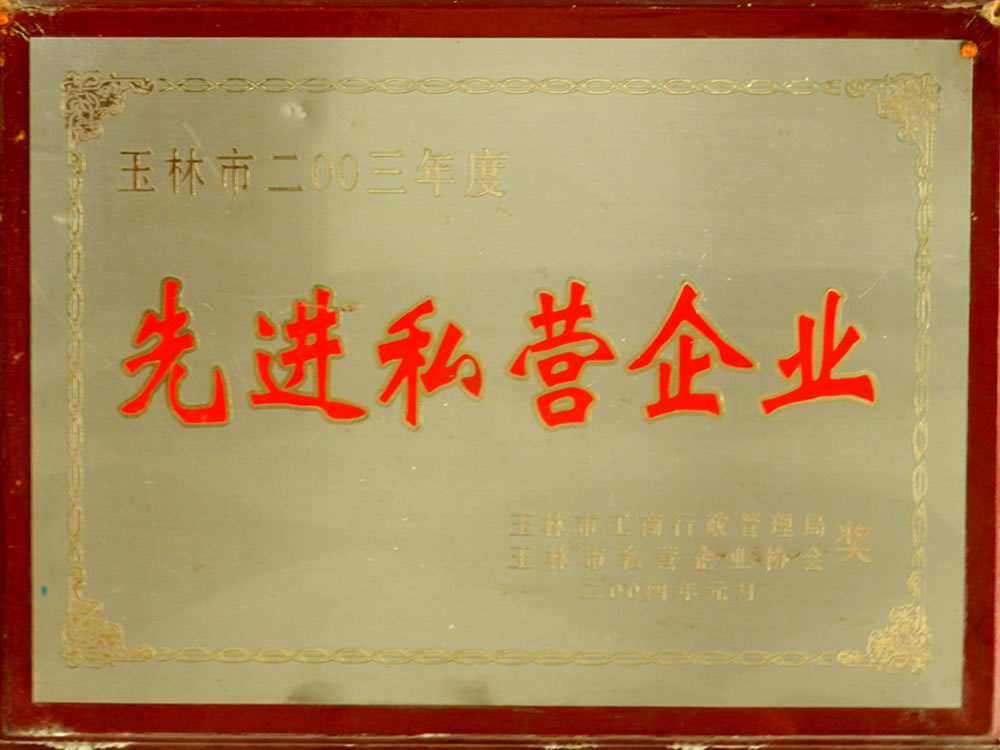 玉林市二00三年度
先进私营企业
玉林市工商行政管理局
玉林市私营企业协会 奖
二00四年元月